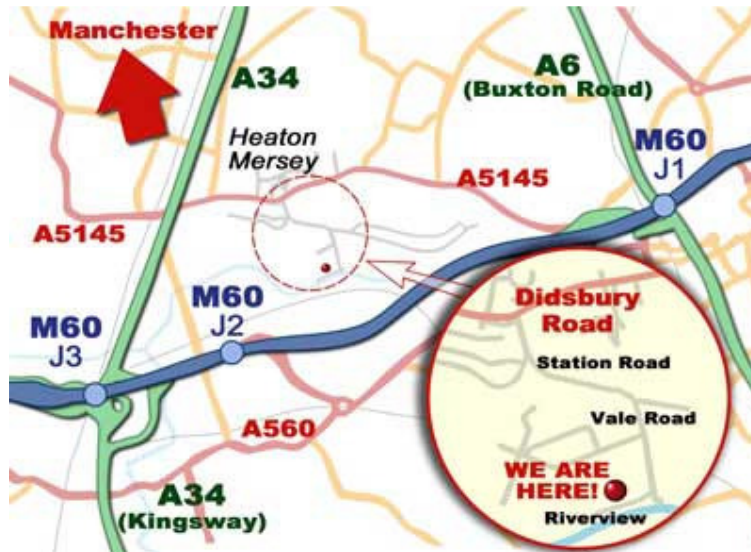 Manchester
A34
A6
(Buxton Road)
Heaton
Mersey
M60
J1
A5145
A5145
M60
J2
M60
J3
Didsbury
Road
Station Road
Vale Road
A560
WE ARE
HERE!
A34
(Kingsway)
Riverview